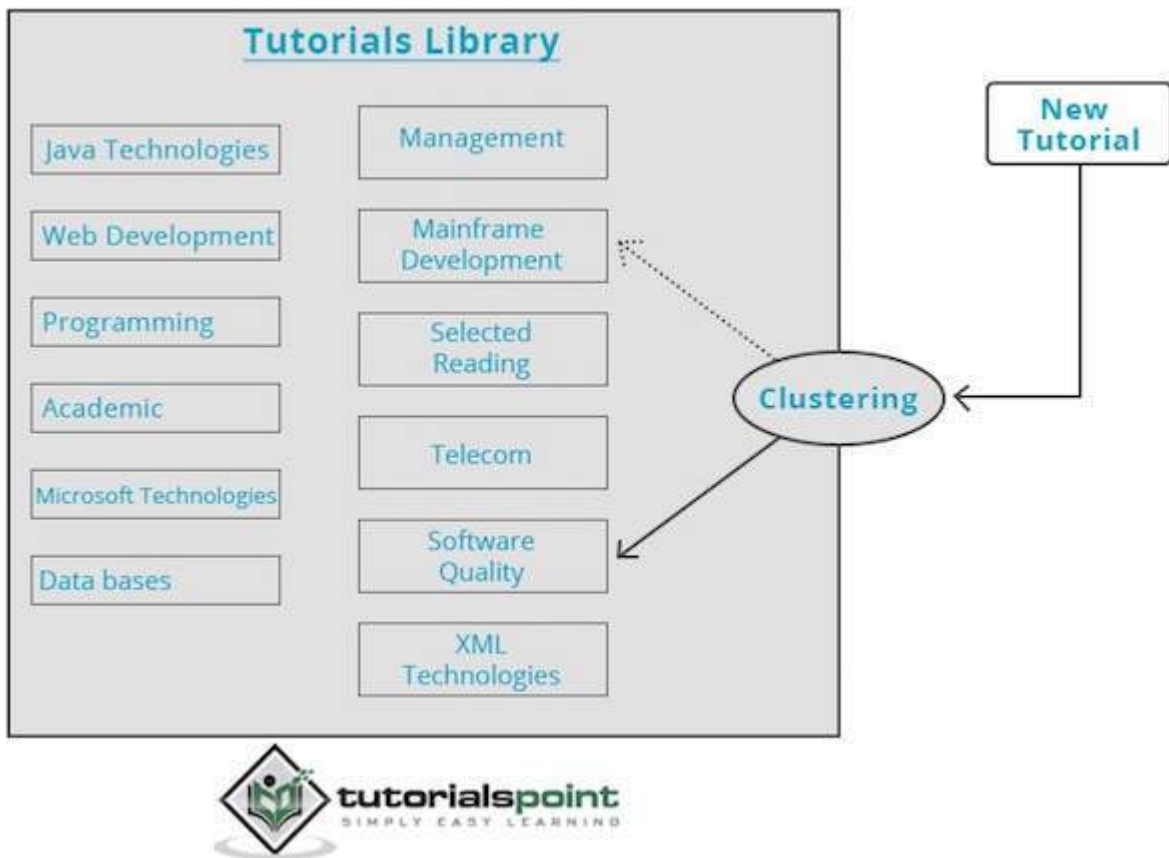 Tutorials Library
Java Technologies
Web Development
Programming
Academic
Microsoft Technologies
Data bases
Management
Mainframe
Development
Selected
Reading
Telecom
Software
Quality
XML
Technologies
New
Tutorial
Clustering
tutorialspoint
SIMPLY EASY LEARNING